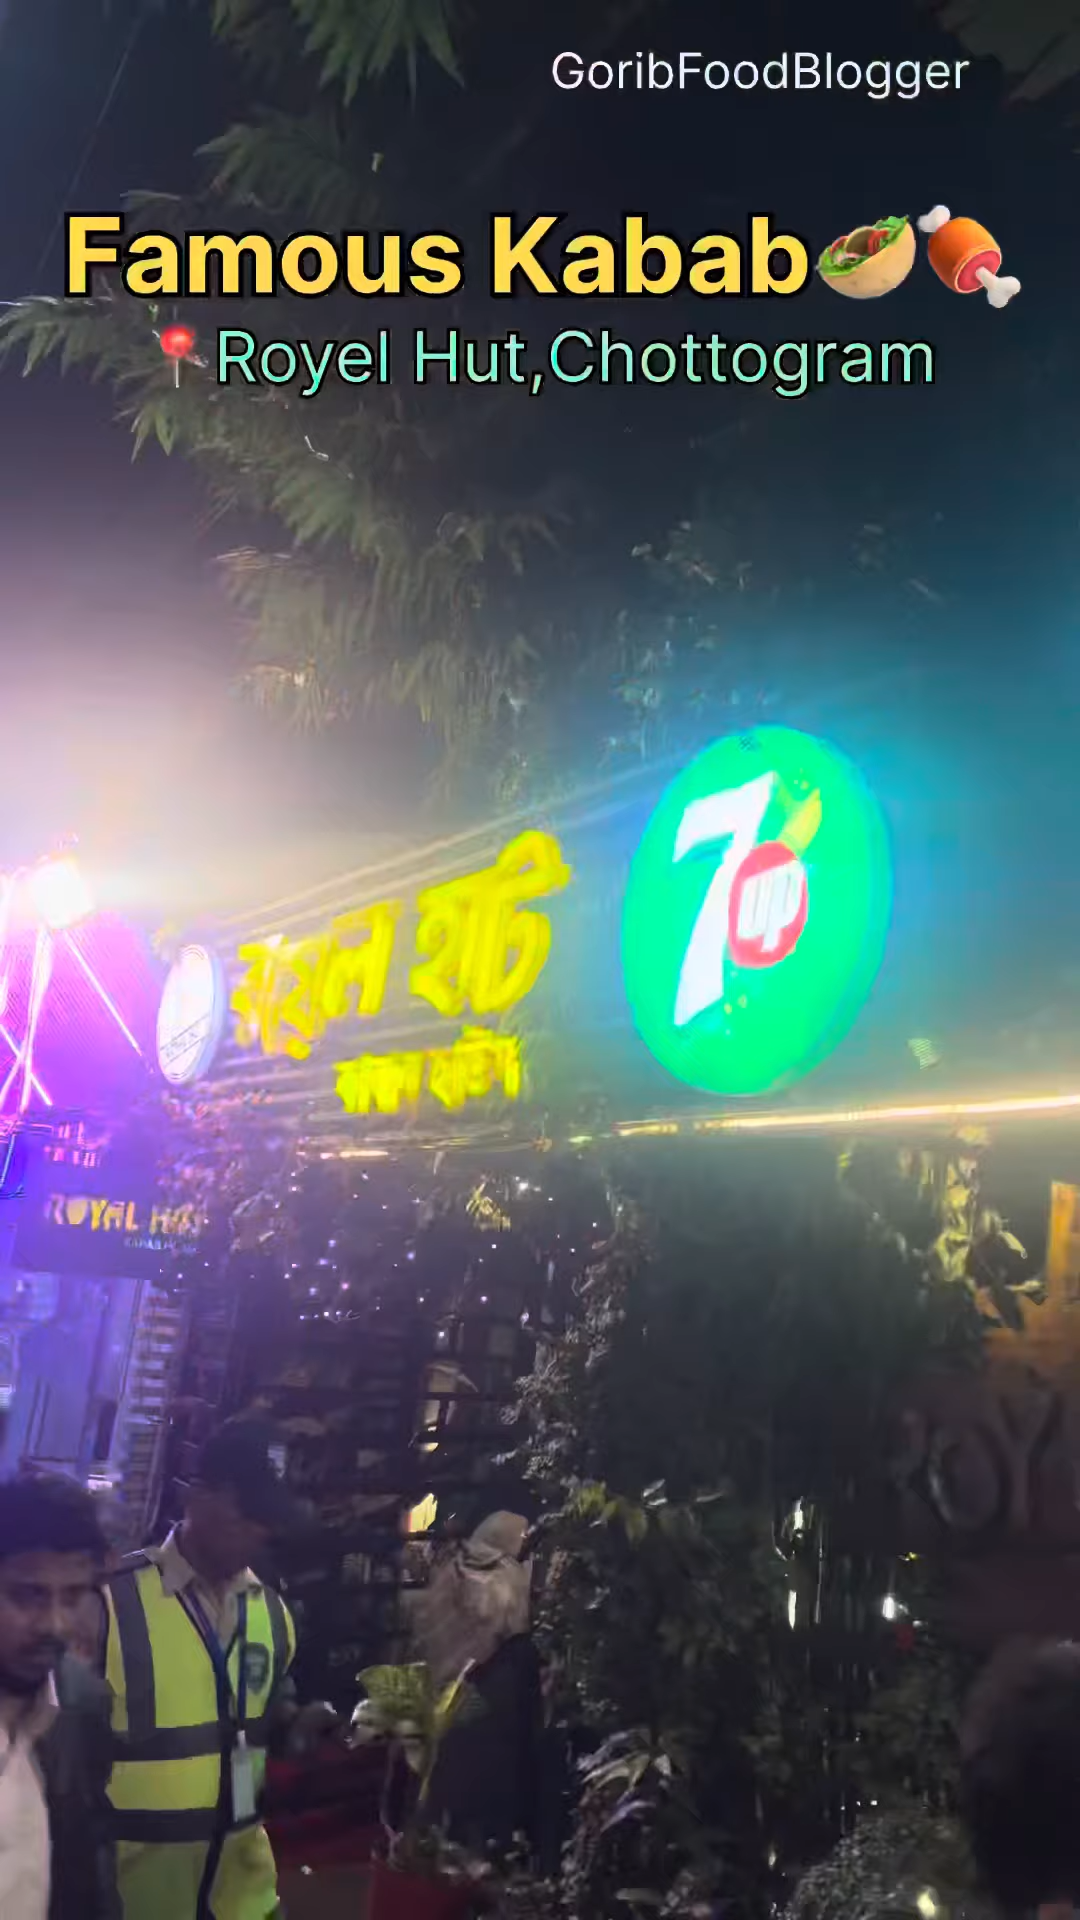 GoribFoodBlogger
Famous Kabab
Royel Hut,Chottogram
রয়েল হাট
7up
ROYAL HUT